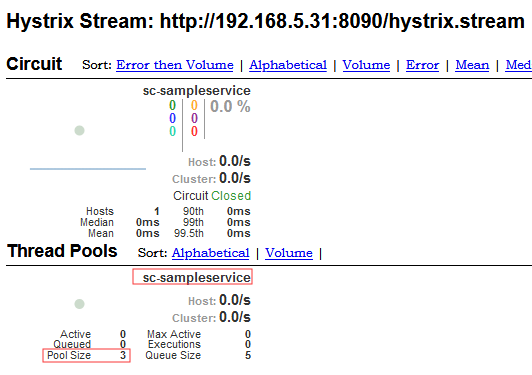 Hystrix Stream: http://192.168.5.31:8090/hystrix.stream
Circuit Sort: Error then Volume | Alphabetical | Volume | Error | Mean | Med
sc-sampleservice
0 0 0.0 %
0 0
0 0
Host: 0.0/s
Cluster: 0.0/s
Circuit Closed
Hosts 1 90th 0ms
Median 0ms 99th 0ms
Mean 0ms 99.5th 0ms
Thread Pools Sort: Alphabetical | Volume |
sc-sampleservice
Host: 0.0/s
Cluster: 0.0/s
Active 0 Max Active 0
Queued 0 Executions 0
Pool Size 3 Queue Size 5